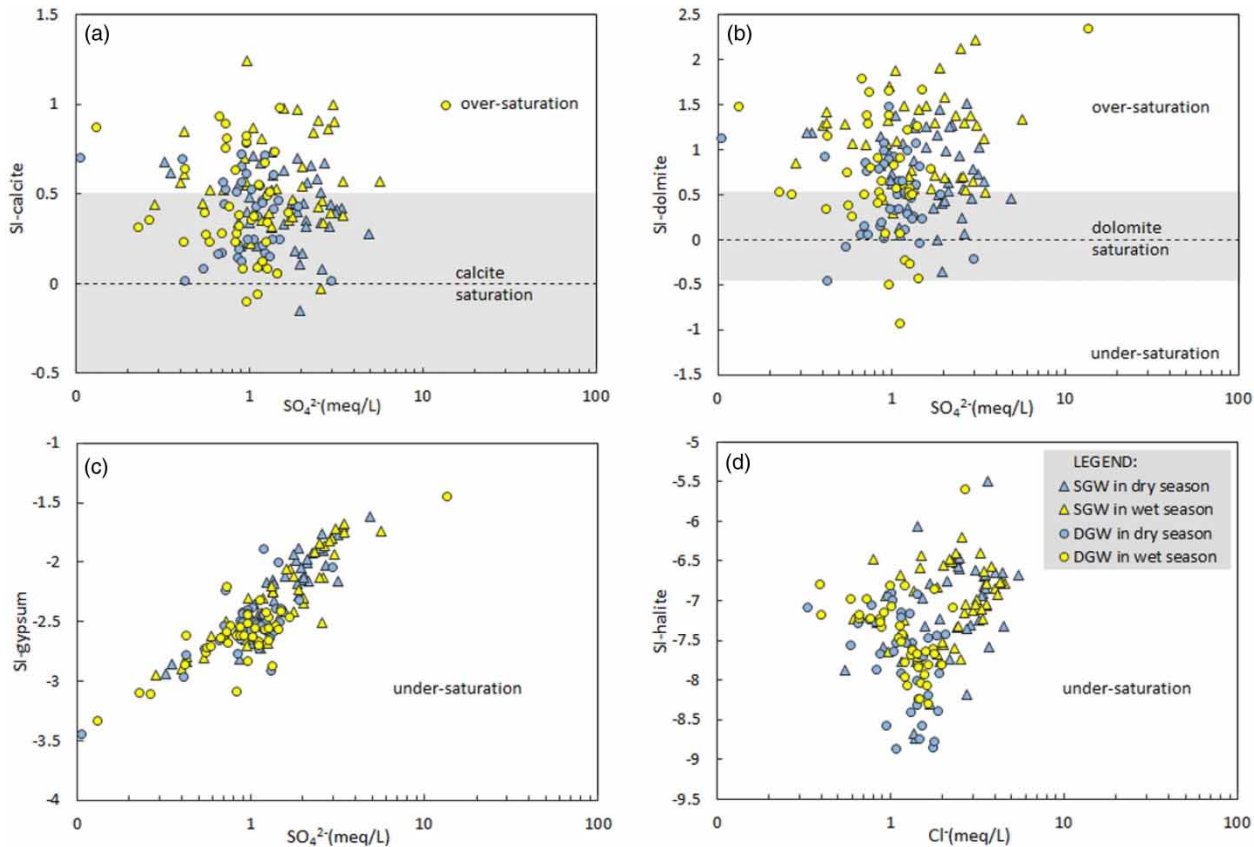 (a)
1.5
1
0.5
0
-0.5
SI-calcite
over-saturation
calcite
saturation
0
1
10
100
SO₄²⁻(meq/L)
(b)
2.5
2
1.5
1
0.5
0
-0.5
-1
-1.5
SI-dolmite
over-saturation
dolomite
saturation
under-saturation
0
1
10
100
SO₄²⁻(meq/L)
(c)
-1
-1.5
-2
-2.5
-3
-3.5
-4
SI-gypsum
under-saturation
0
1
10
100
SO₄²⁻(meq/L)
(d)
-5
-5.5
-6
-6.5
-7
-7.5
-8
-8.5
-9
-9.5
SI-halite
LEGEND:
SGW in dry season
SGW in wet season
DGW in dry season
DGW in wet season
under-saturation
0
1
10
100
Cl⁻(meq/L)